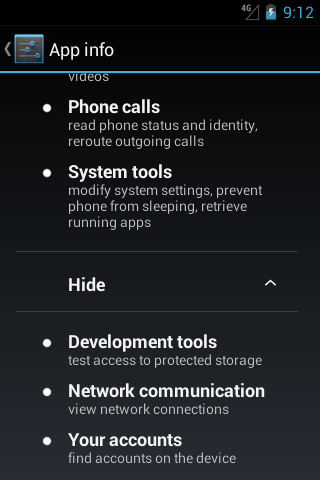 4G
9:12
App info
videos
Phone calls
read phone status and identity,
reroute outgoing calls
System tools
modify system settings, prevent
phone from sleeping, retrieve
running apps
Hide
Development tools
test access to protected storage
Network communication
view network connections
Your accounts
find accounts on the device